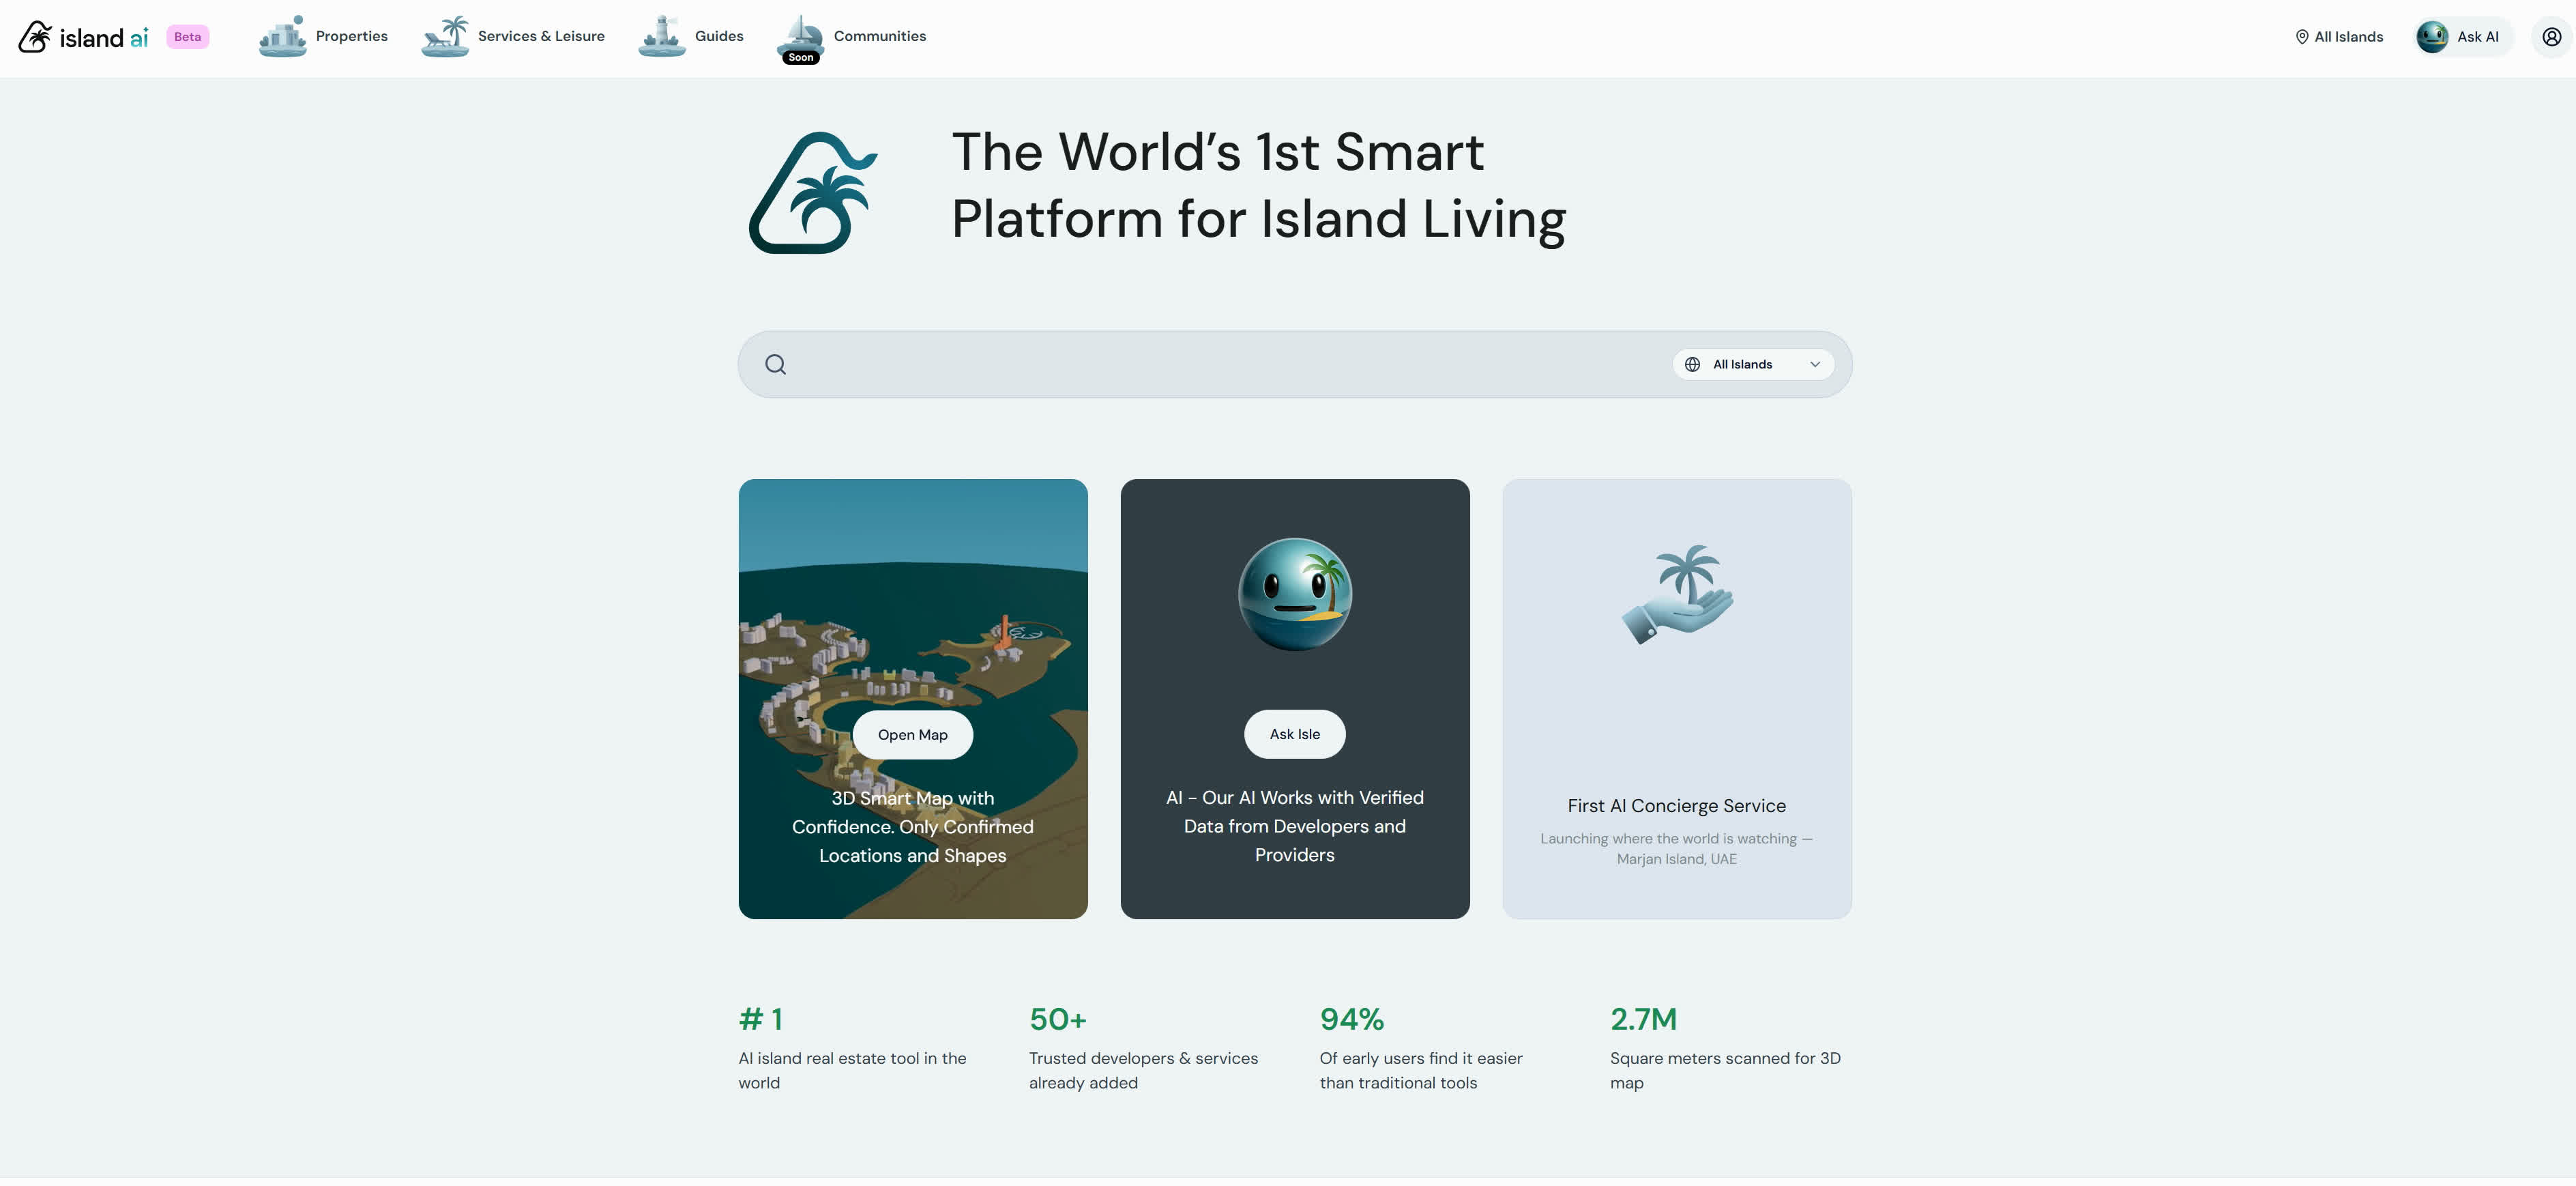 island ai
Beta
Properties
Services & Leisure
Guides
Soon
Communities
All Islands
Ask AI
The World’s 1st Smart
Platform for Island Living
All Islands
Open Map
3D Smart Map with
Confidence. Only Confirmed
Locations and Shapes
Ask Isle
AI – Our AI Works with Verified
Data from Developers and
Providers
First AI Concierge Service
Launching where the world is watching —
Marjan Island, UAE
# 1
AI island real estate tool in the
world
50+
Trusted developers & services
already added
94%
Of early users find it easier
than traditional tools
2.7M
Square meters scanned for 3D
map